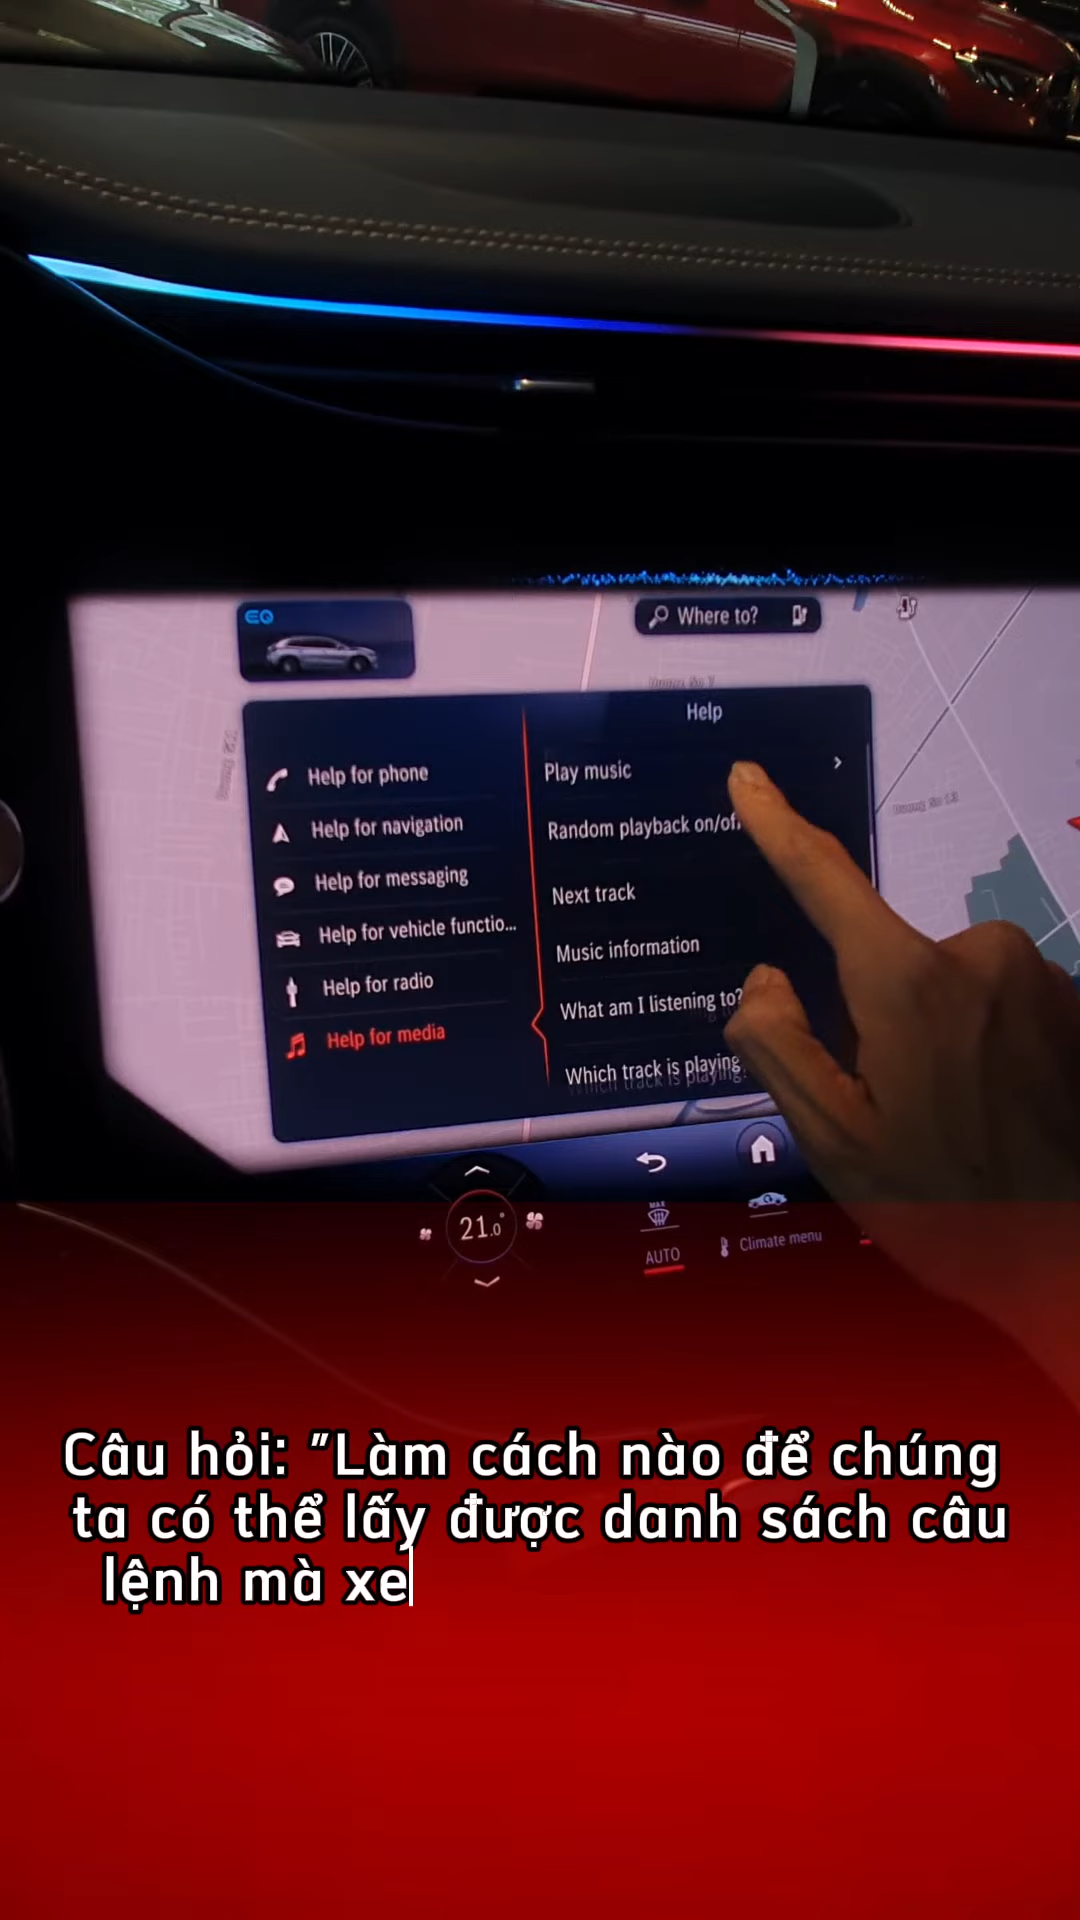 EQ
Where to?
Help
Help for phone
Help for navigation
Help for messaging
Help for vehicle functio...
Help for radio
Help for media
Play music
Random playback on/of
Next track
Music information
What am I listening to?
Which track is playing
21.0°
MAX
AUTO
Climate menu
Câu hỏi: "Làm cách nào để chúng
ta có thể lấy được danh sách câu
lệnh mà xe